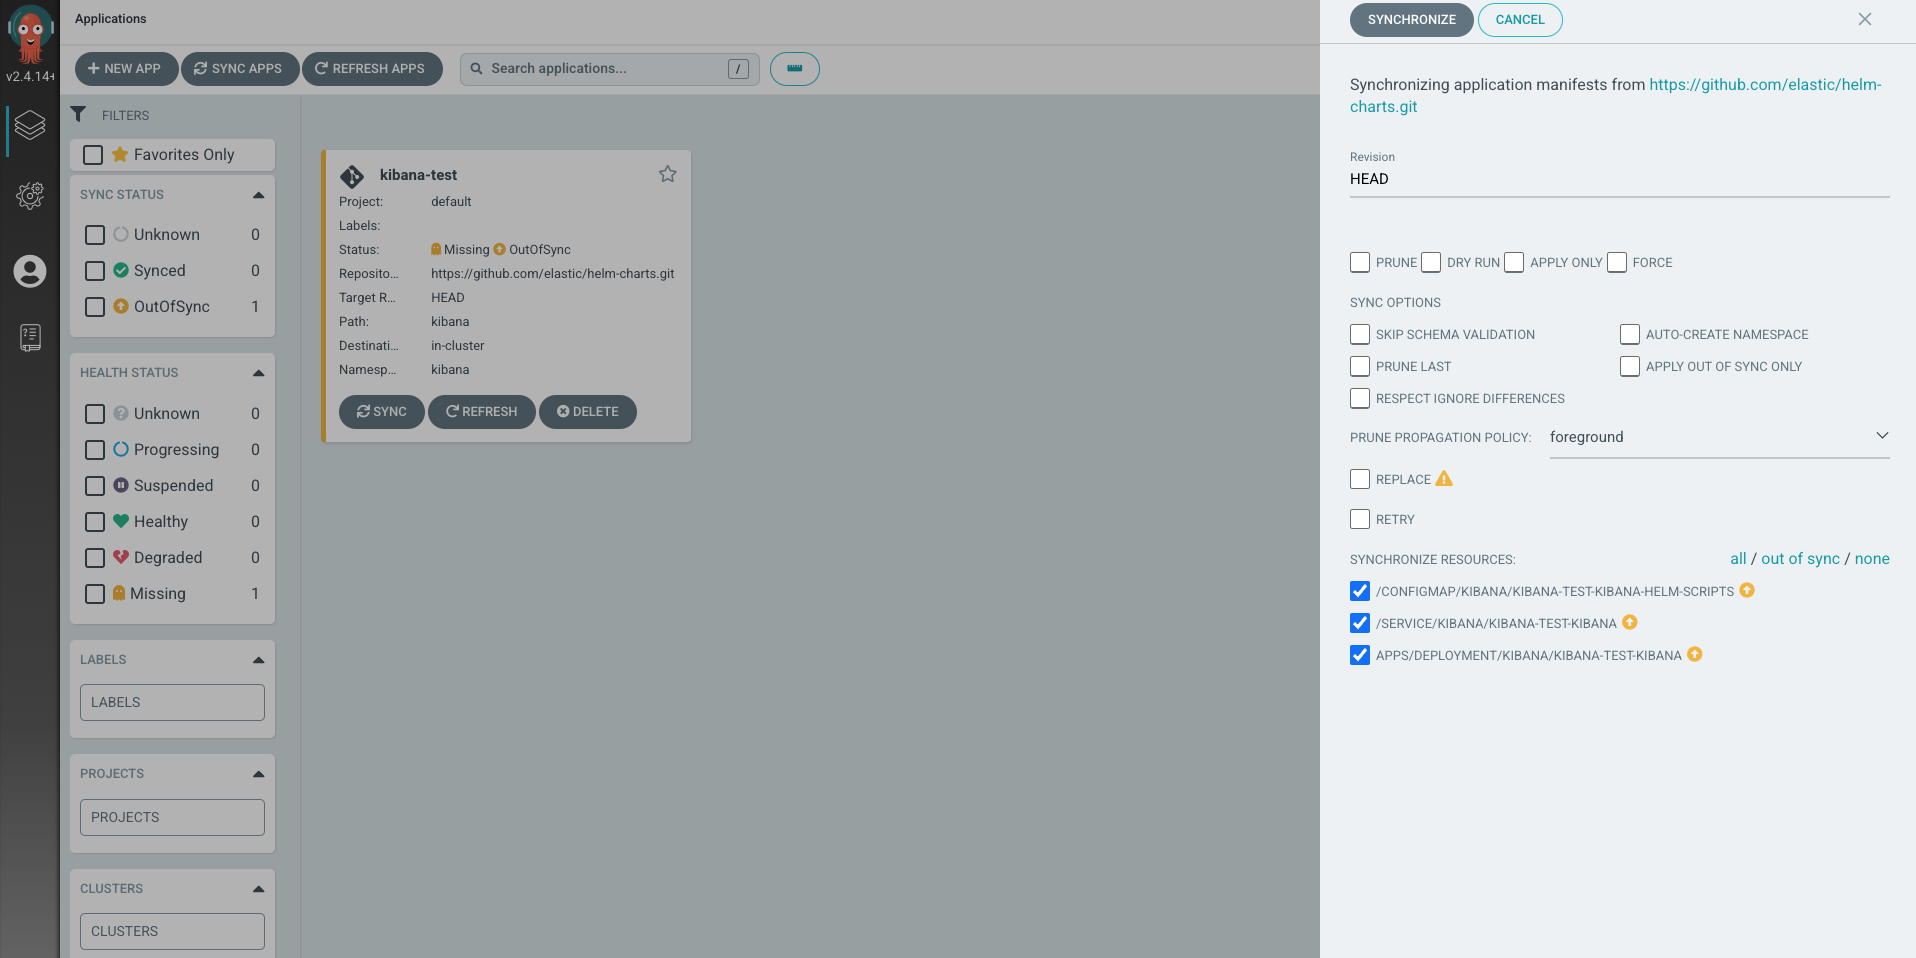 v2.4.14+
Applications
NEW APP
SYNC APPS
REFRESH APPS
Search applications...
/
FILTERS
Favorites Only
SYNC STATUS
Unknown 0
Synced 0
OutOfSync 1
HEALTH STATUS
Unknown 0
Progressing 0
Suspended 0
Healthy 0
Degraded 0
Missing 1
LABELS
LABELS
PROJECTS
PROJECTS
CLUSTERS
CLUSTERS
kibana-test
Project: default
Labels:
Status: Missing OutOfSync
Reposito... https://github.com/elastic/helm-charts.git
Target R... HEAD
Path: kibana
Destinati... in-cluster
Namesp... kibana
SYNC REFRESH DELETE
SYNCHRONIZE CANCEL
Synchronizing application manifests from https://github.com/elastic/helm-
charts.git
Revision
HEAD
PRUNE DRY RUN APPLY ONLY FORCE
SYNC OPTIONS
SKIP SCHEMA VALIDATION AUTO-CREATE NAMESPACE
PRUNE LAST APPLY OUT OF SYNC ONLY
RESPECT IGNORE DIFFERENCES
PRUNE PROPAGATION POLICY: foreground
REPLACE
RETRY
SYNCHRONIZE RESOURCES: all / out of sync / none
/CONFIGMAP/KIBANA/KIBANA-TEST-KIBANA-HELM-SCRIPTS
/SERVICE/KIBANA/KIBANA-TEST-KIBANA
APPS/DEPLOYMENT/KIBANA/KIBANA-TEST-KIBANA